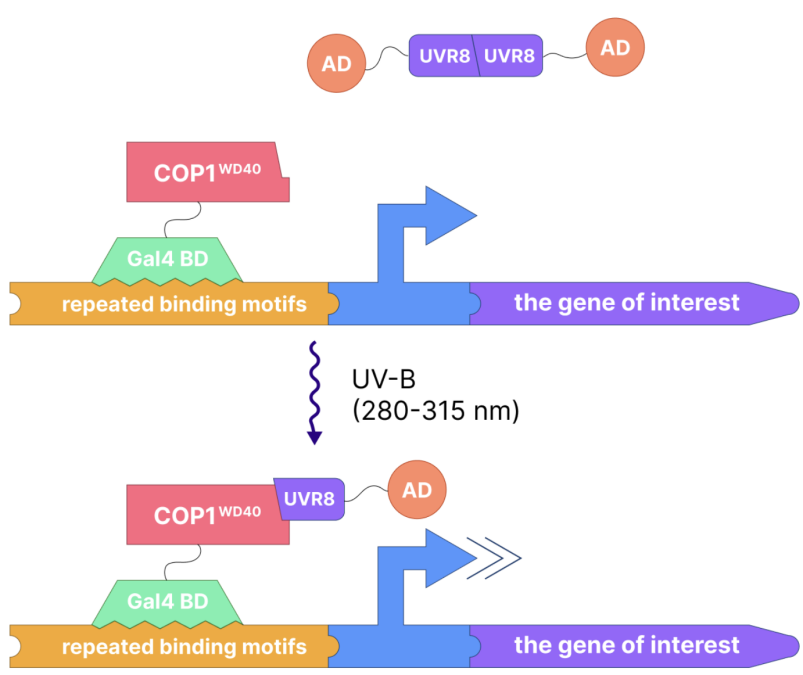 AD
UVR8
UVR8
AD
COP1WD40
Gal4 BD
repeated binding motifs
the gene of interest
UV-B
(280-315 nm)
COP1WD40
UVR8
AD
Gal4 BD
repeated binding motifs
the gene of interest